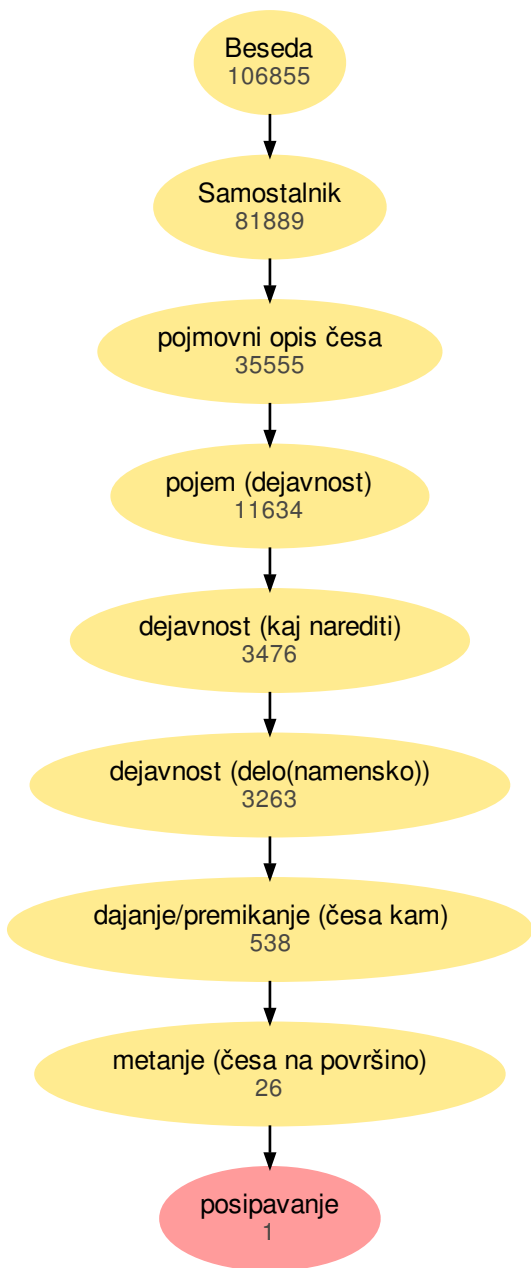 Beseda
106855
Samostalnik
81889
pojmovni opis česa
35555
pojem (dejavnost)
11634
dejavnost (kaj narediti)
3476
dejavnost (delo(namensko))
3263
dajanje/premikanje (česa kam)
538
metanje (česa na površino)
26
posipavanje
1